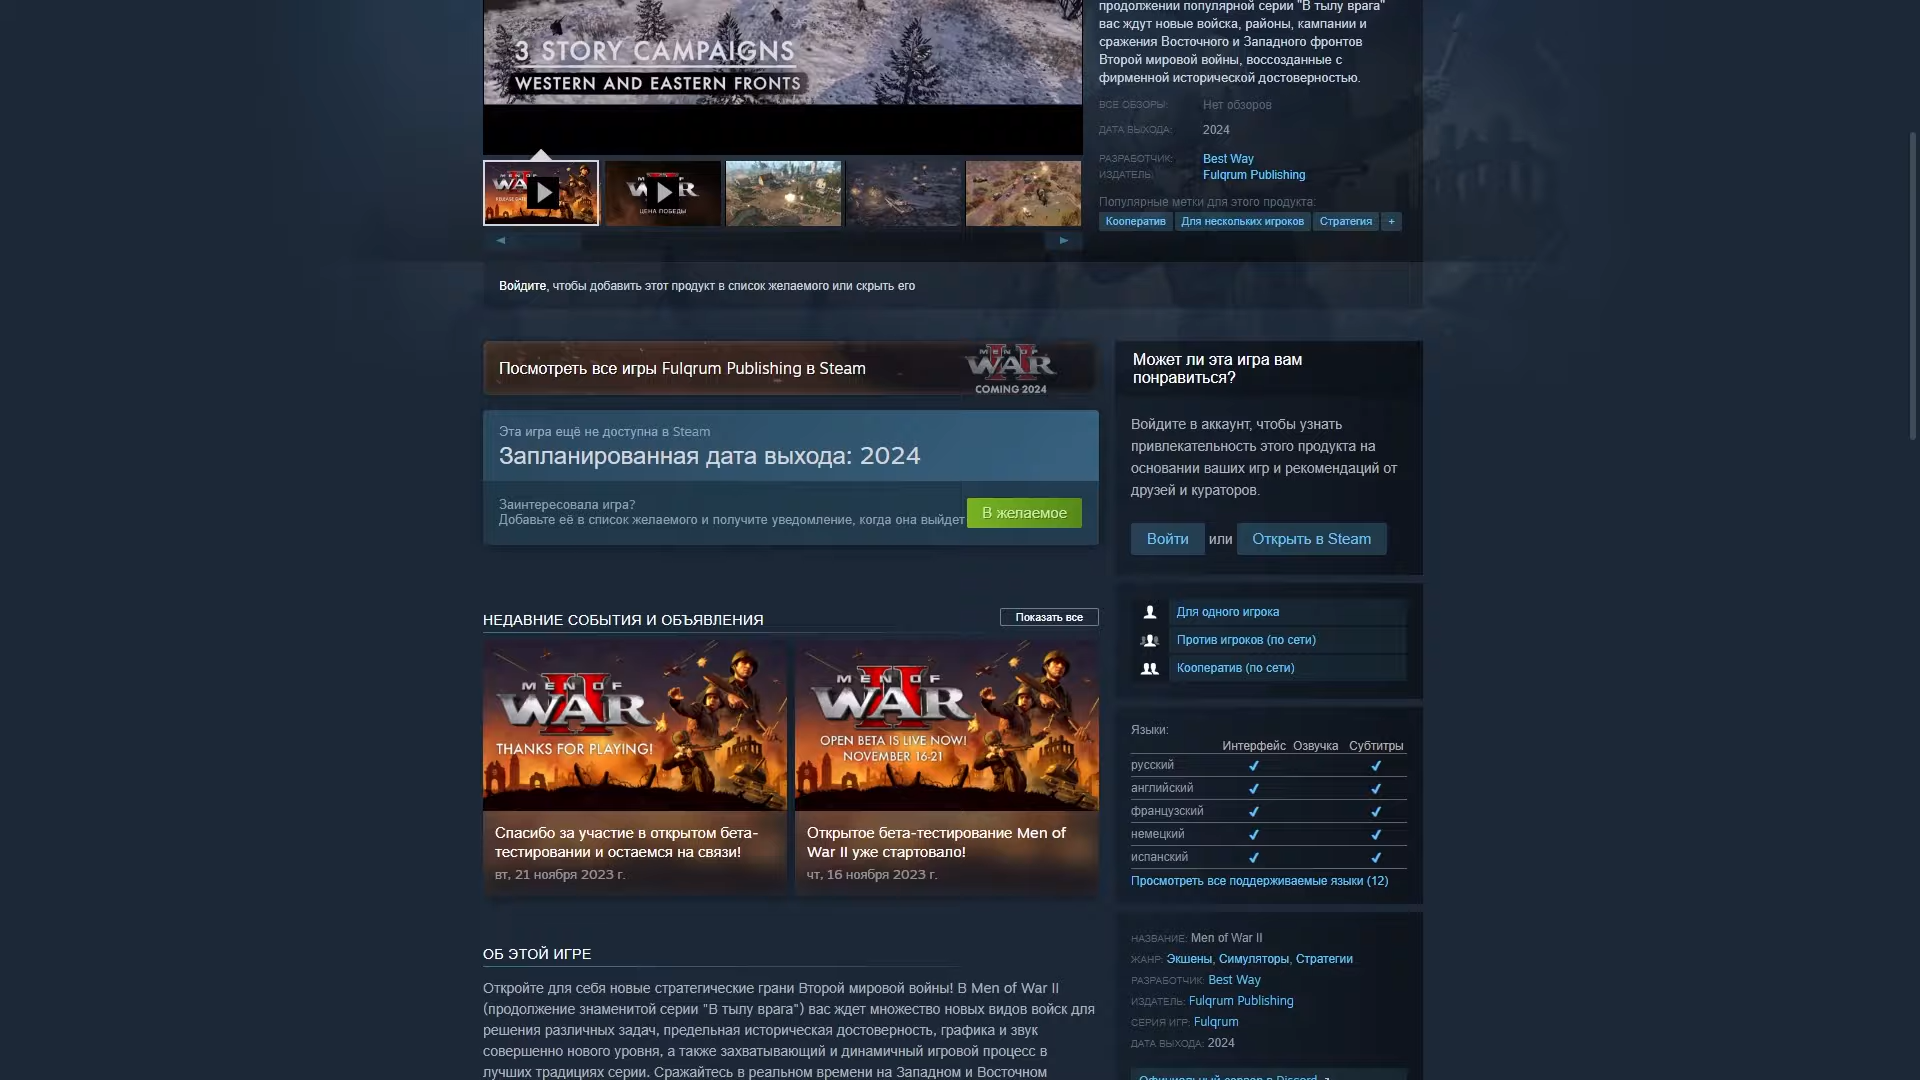 продолжении популярной серии "В тылу врага"
вас ждут новые войска, районы, кампании и
сражения Восточного и Западного фронтов
Второй мировой войны, воссозданные с
фирменной исторической достоверностью.
3 STORY CAMPAIGNS
WESTERN AND EASTERN FRONTS
ВСЕ ОБЗОРЫ: Нет обзоров
ДАТА ВЫХОДА: 2024
РАЗРАБОТЧИК: Best Way
ИЗДАТЕЛЬ: Fulqrum Publishing
Популярные метки для этого продукта:
Кооператив Для нескольких игроков Стратегия +
ЦЕНА ПОБЕДЫ
Войдите, чтобы добавить этот продукт в список желаемого или скрыть его
Посмотреть все игры Fulqrum Publishing в Steam
MEN OF
WAR II
COMING 2024
Эта игра ещё не доступна в Steam
Запланированная дата выхода: 2024
Заинтересовала игра?
Добавьте её в список желаемого и получите уведомление, когда она выйдет
В желаемое
НЕДАВНИЕ СОБЫТИЯ И ОБЪЯВЛЕНИЯ
Показать все
MEN OF
WAR II
THANKS FOR PLAYING!
Спасибо за участие в открытом бета-
тестировании и остаемся на связи!
вт, 21 ноября 2023 г.
MEN OF
WAR II
OPEN BETA IS LIVE NOW!
NOVEMBER 16-21
Открытое бета-тестирование Men of
War II уже стартовало!
чт, 16 ноября 2023 г.
ОБ ЭТОЙ ИГРЕ
Откройте для себя новые стратегические грани Второй мировой войны! В Men of War II
(продолжение знаменитой серии "В тылу врага") вас ждет множество новых видов войск для
решения различных задач, предельная историческая достоверность, графика и звук
совершенно нового уровня, а также захватывающий и динамичный игровой процесс в
лучших традициях серии. Сражайтесь в реальном времени на Западном и Восточном
Может ли эта игра вам
понравиться?
Войдите в аккаунт, чтобы узнать
привлекательность этого продукта на
основании ваших игр и рекомендаций от
друзей и кураторов.
Войти или Открыть в Steam
Для одного игрока
Против игроков (по сети)
Кооператив (по сети)
Языки:
Интерфейс Озвучка Субтитры
русский ✔ ✔
английский ✔ ✔
французский ✔ ✔
немецкий ✔ ✔
испанский ✔ ✔
Просмотреть все поддерживаемые языки (12)
НАЗВАНИЕ: Men of War II
ЖАНР: Экшены, Симуляторы, Стратегии
РАЗРАБОТЧИК: Best Way
ИЗДАТЕЛЬ: Fulqrum Publishing
СЕРИЯ ИГР: Fulqrum
ДАТА ВЫХОДА: 2024
Официальный сервер в Discord